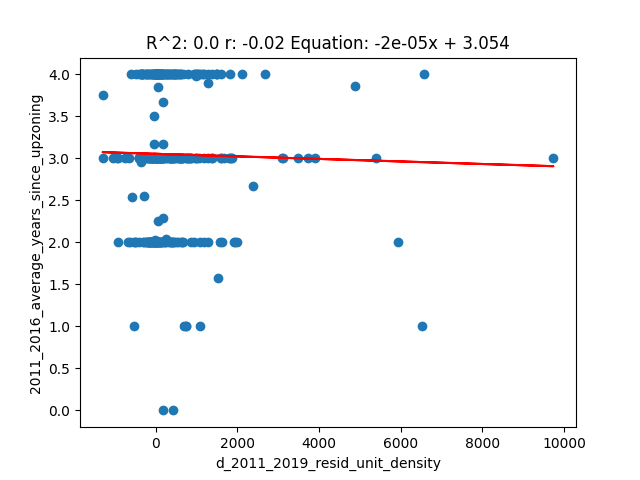 R^2: 0.0 r: -0.02 Equation: -2e-05x + 3.054
2011_2016_average_years_since_upzoning
4.0
3.5
3.0
2.5
2.0
1.5
1.0
0.5
0.0
0 2000 4000 6000 8000 10000
d_2011_2019_resid_unit_density